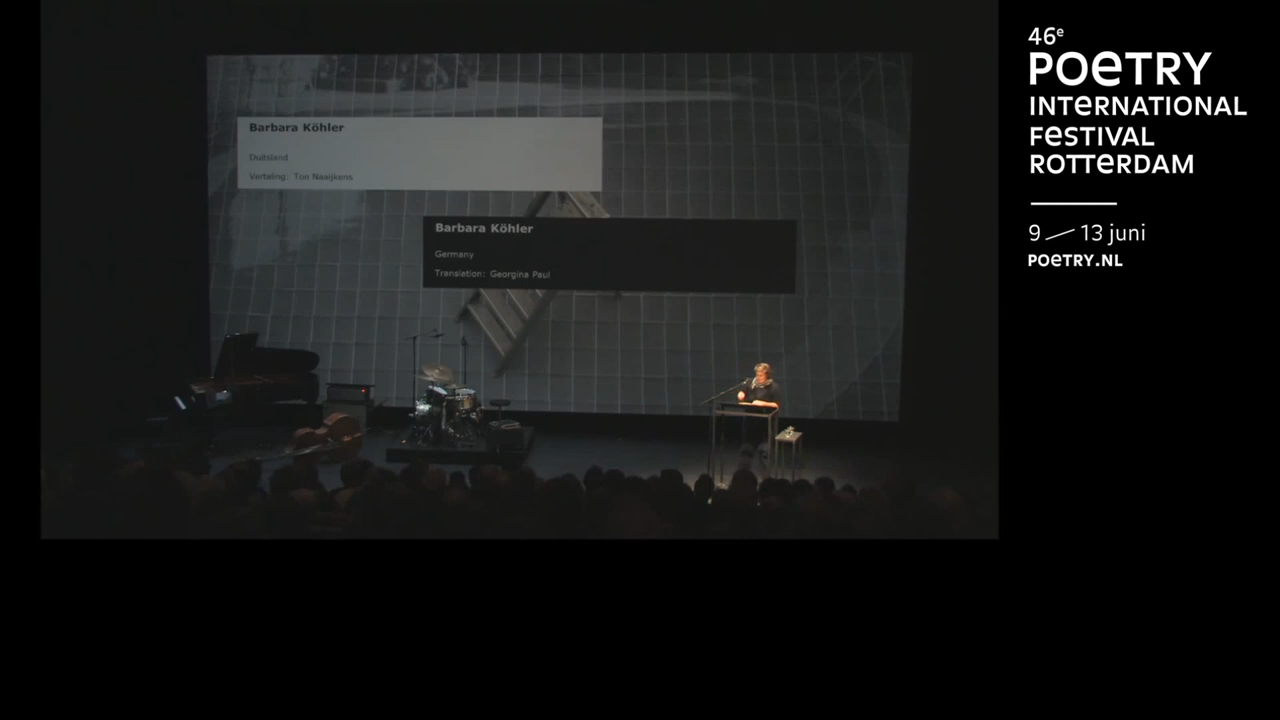 Barbara Köhler
Duitsland
Vertaling: Ton Naaijkens
Barbara Köhler
Germany
Translation: Georgina Paul
46e
POeTRY
INTeRNATIONAL
FeSTIVAL
ROTTeRDAM
9 — 13 juni
POeTRY.NL